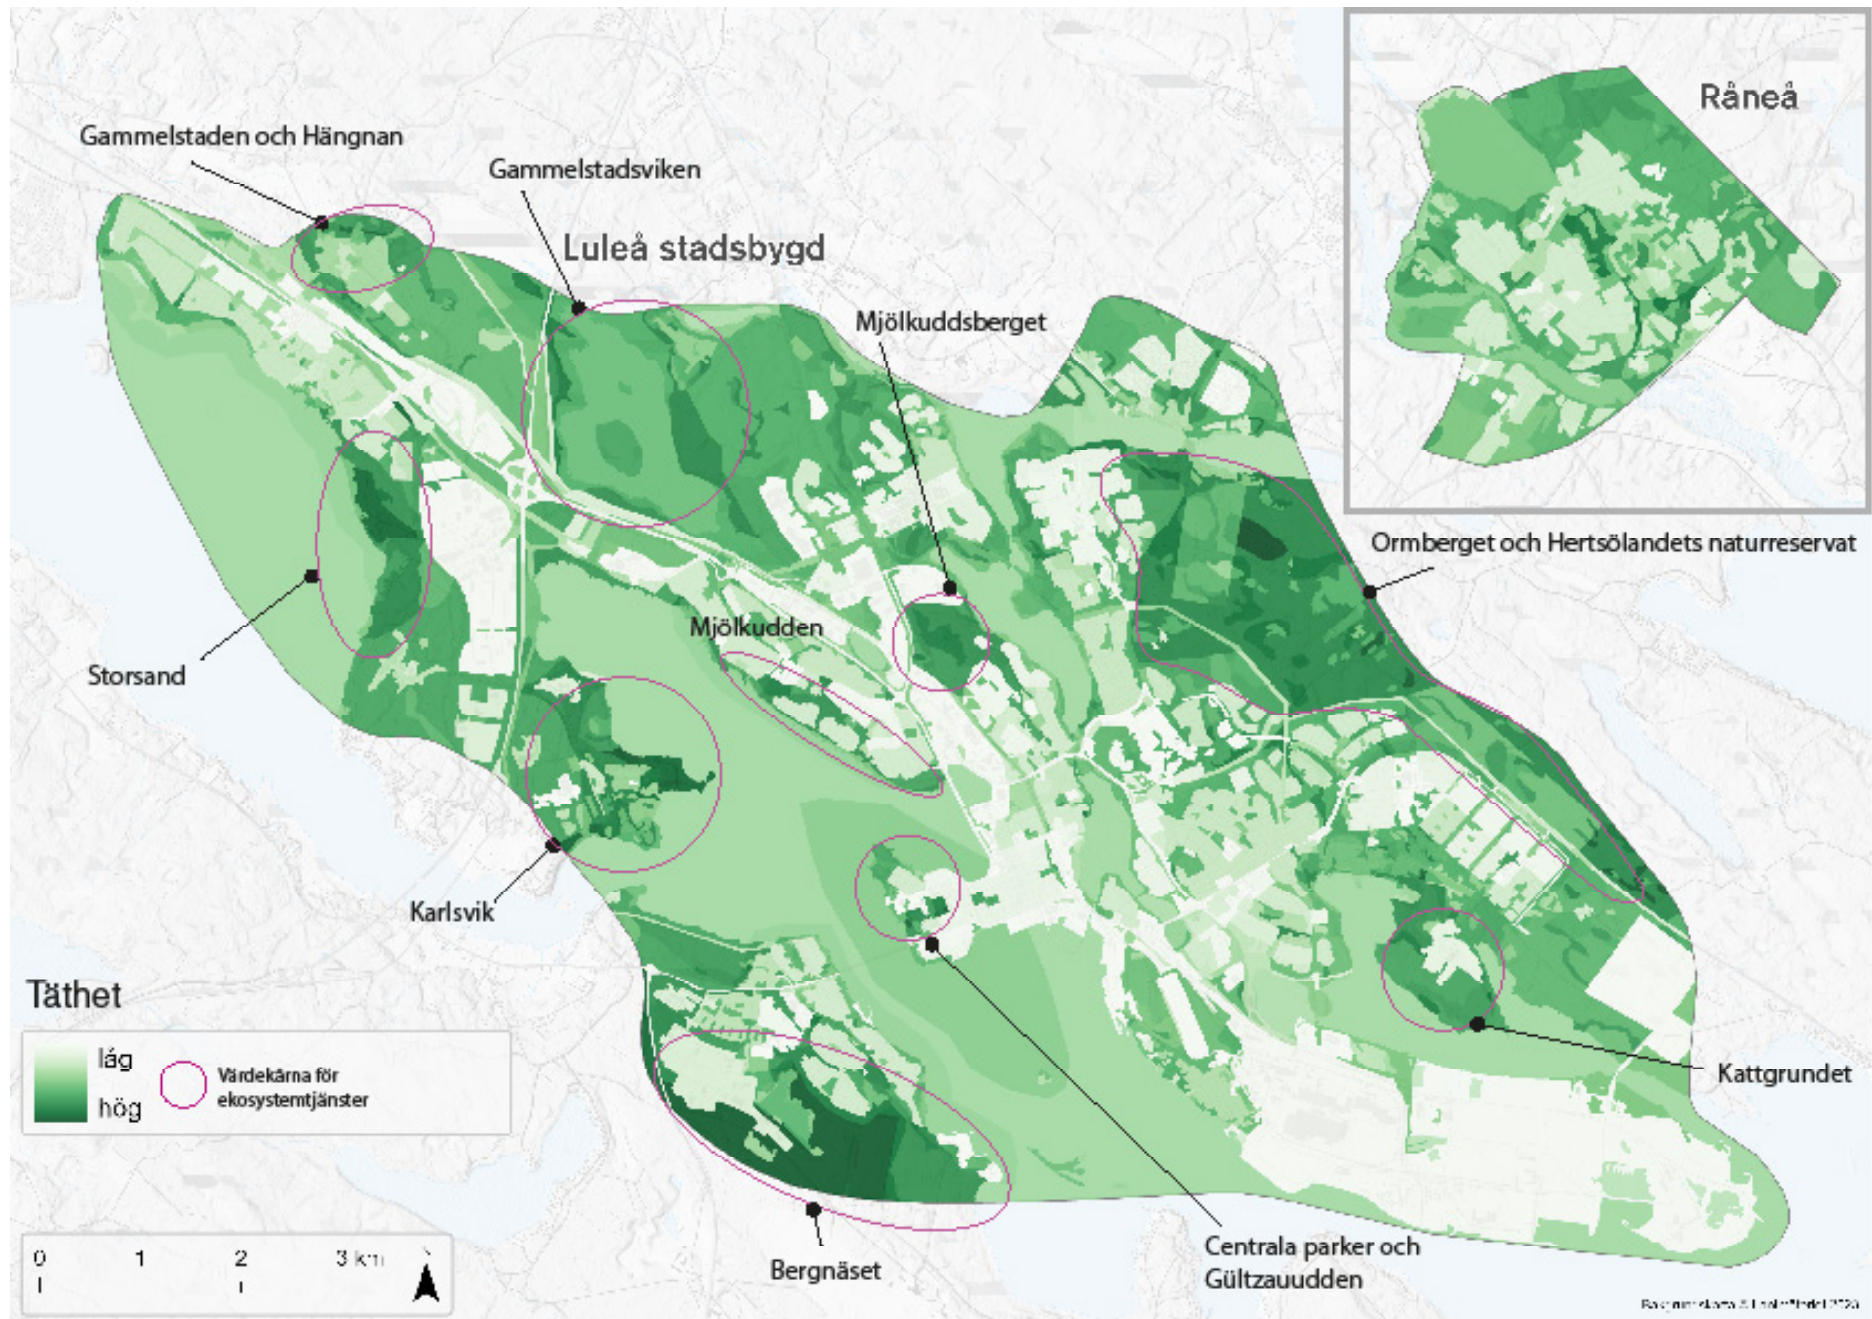 Råneå
Gammelstaden och Hängnan
Gammelstadsviken
Luleå stadsbygd
Mjölkuddsberget
Ormberget och Hertsölandets naturreservat
Mjölkudden
Storsand
Karlsvik
Täthet
låg
hög
Värdekärna för
ekosystemtjänster
Kattgrundet
Centrala parker och
Gültzauudden
Bergnäset
0 1 2 3 km